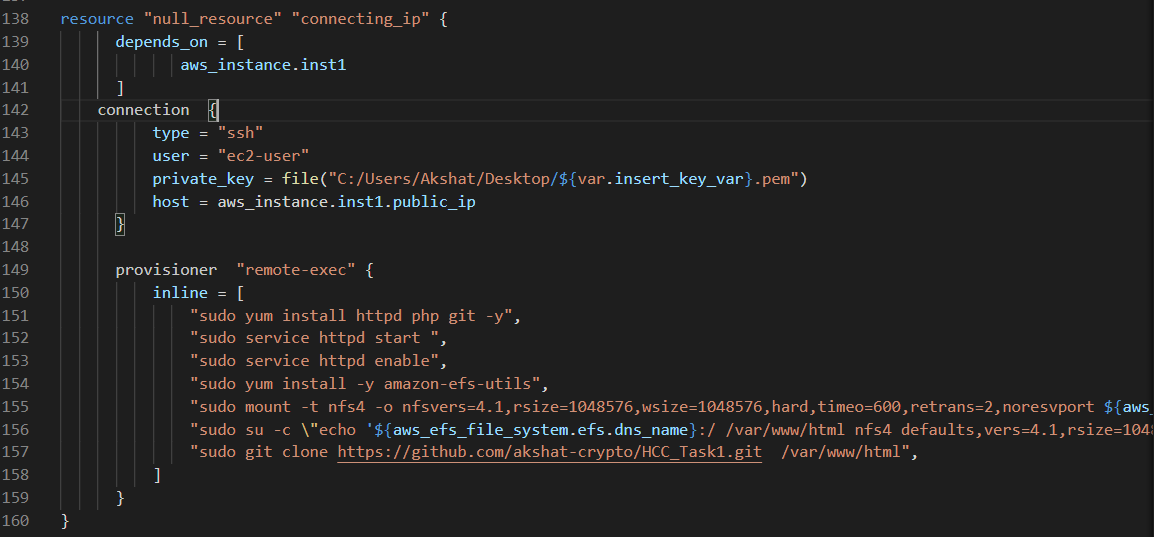 138 resource "null_resource" "connecting_ip" {
139 depends_on = [
140 aws_instance.inst1
141 ]
142 connection  {
143 type = "ssh"
144 user = "ec2-user"
145 private_key = file("C:/Users/Akshat/Desktop/${var.insert_key_var}.pem")
146 host = aws_instance.inst1.public_ip
147 }
148
149 provisioner  "remote-exec" {
150 inline = [
151 "sudo yum install httpd php git -y",
152 "sudo service httpd start ",
153 "sudo service httpd enable",
154 "sudo yum install -y amazon-efs-utils",
155 "sudo mount -t nfs4 -o nfsvers=4.1,rsize=1048576,wsize=1048576,hard,timeo=600,retrans=2,noresvport ${aws_
156 "sudo su -c \"echo '${aws_efs_file_system.efs.dns_name}:/ /var/www/html nfs4 defaults,vers=4.1,rsize=104
157 "sudo git clone https://github.com/akshat-crypto/HCC_Task1.git  /var/www/html",
158 ]
159 }
160 }